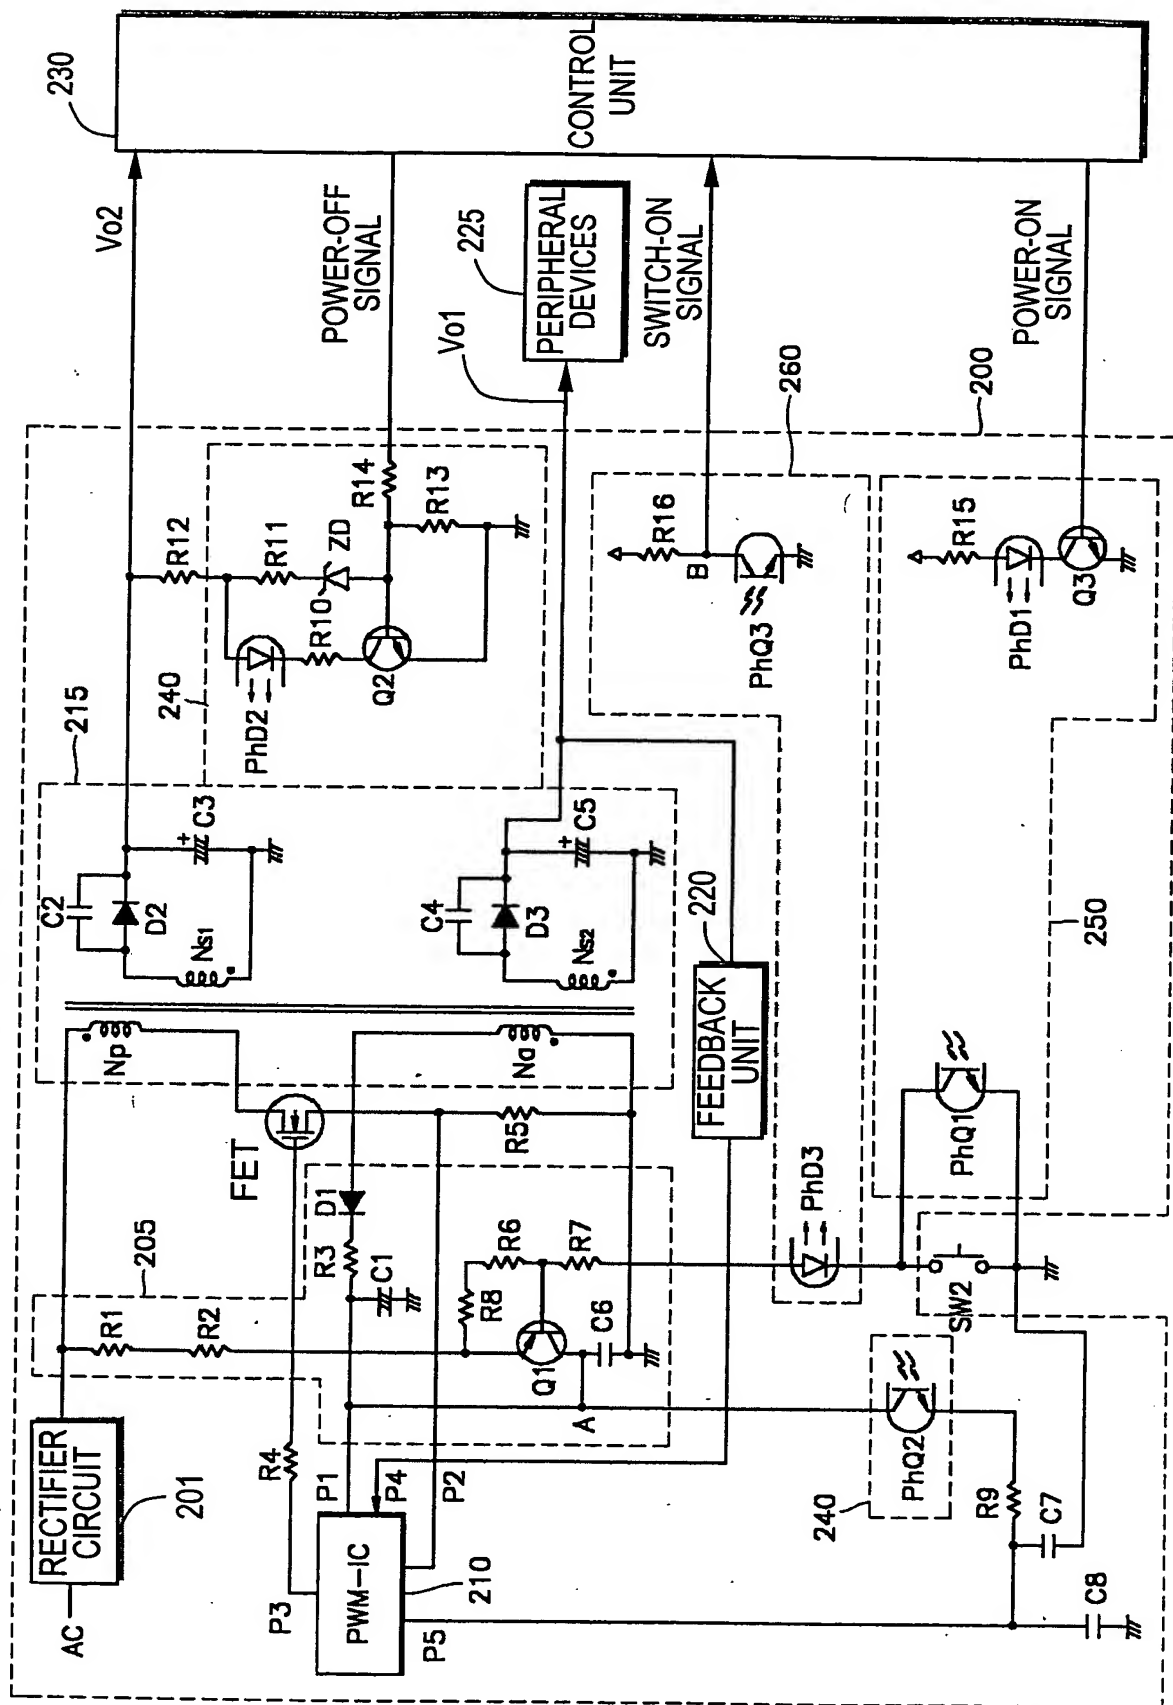 230
CONTROL
UNIT
Vo2
POWER-OFF
SIGNAL
225
PERIPHERAL
DEVICES
Vo1
SWITCH-ON
SIGNAL
POWER-ON
SIGNAL
260
200
R12
R11
ZD
R14
R13
R10
Q2
PhD2
240
215
R16
B
PhQ3
R15
PhD1
Q3
C2
D2
C3
Ns1
C4
D3
C5
Ns2
220
FEEDBACK
UNIT
250
Np
Na
FET
R5
PhQ1
205
D1
R3
C1
R6
R7
R8
PhD3
R1
R2
Q1
C6
SW2
A
RECTIFIER
CIRCUIT
201
AC
R4
P1
P4
P2
P3
PWM-IC
210
P5
PhQ2
240
R9
C7
C8